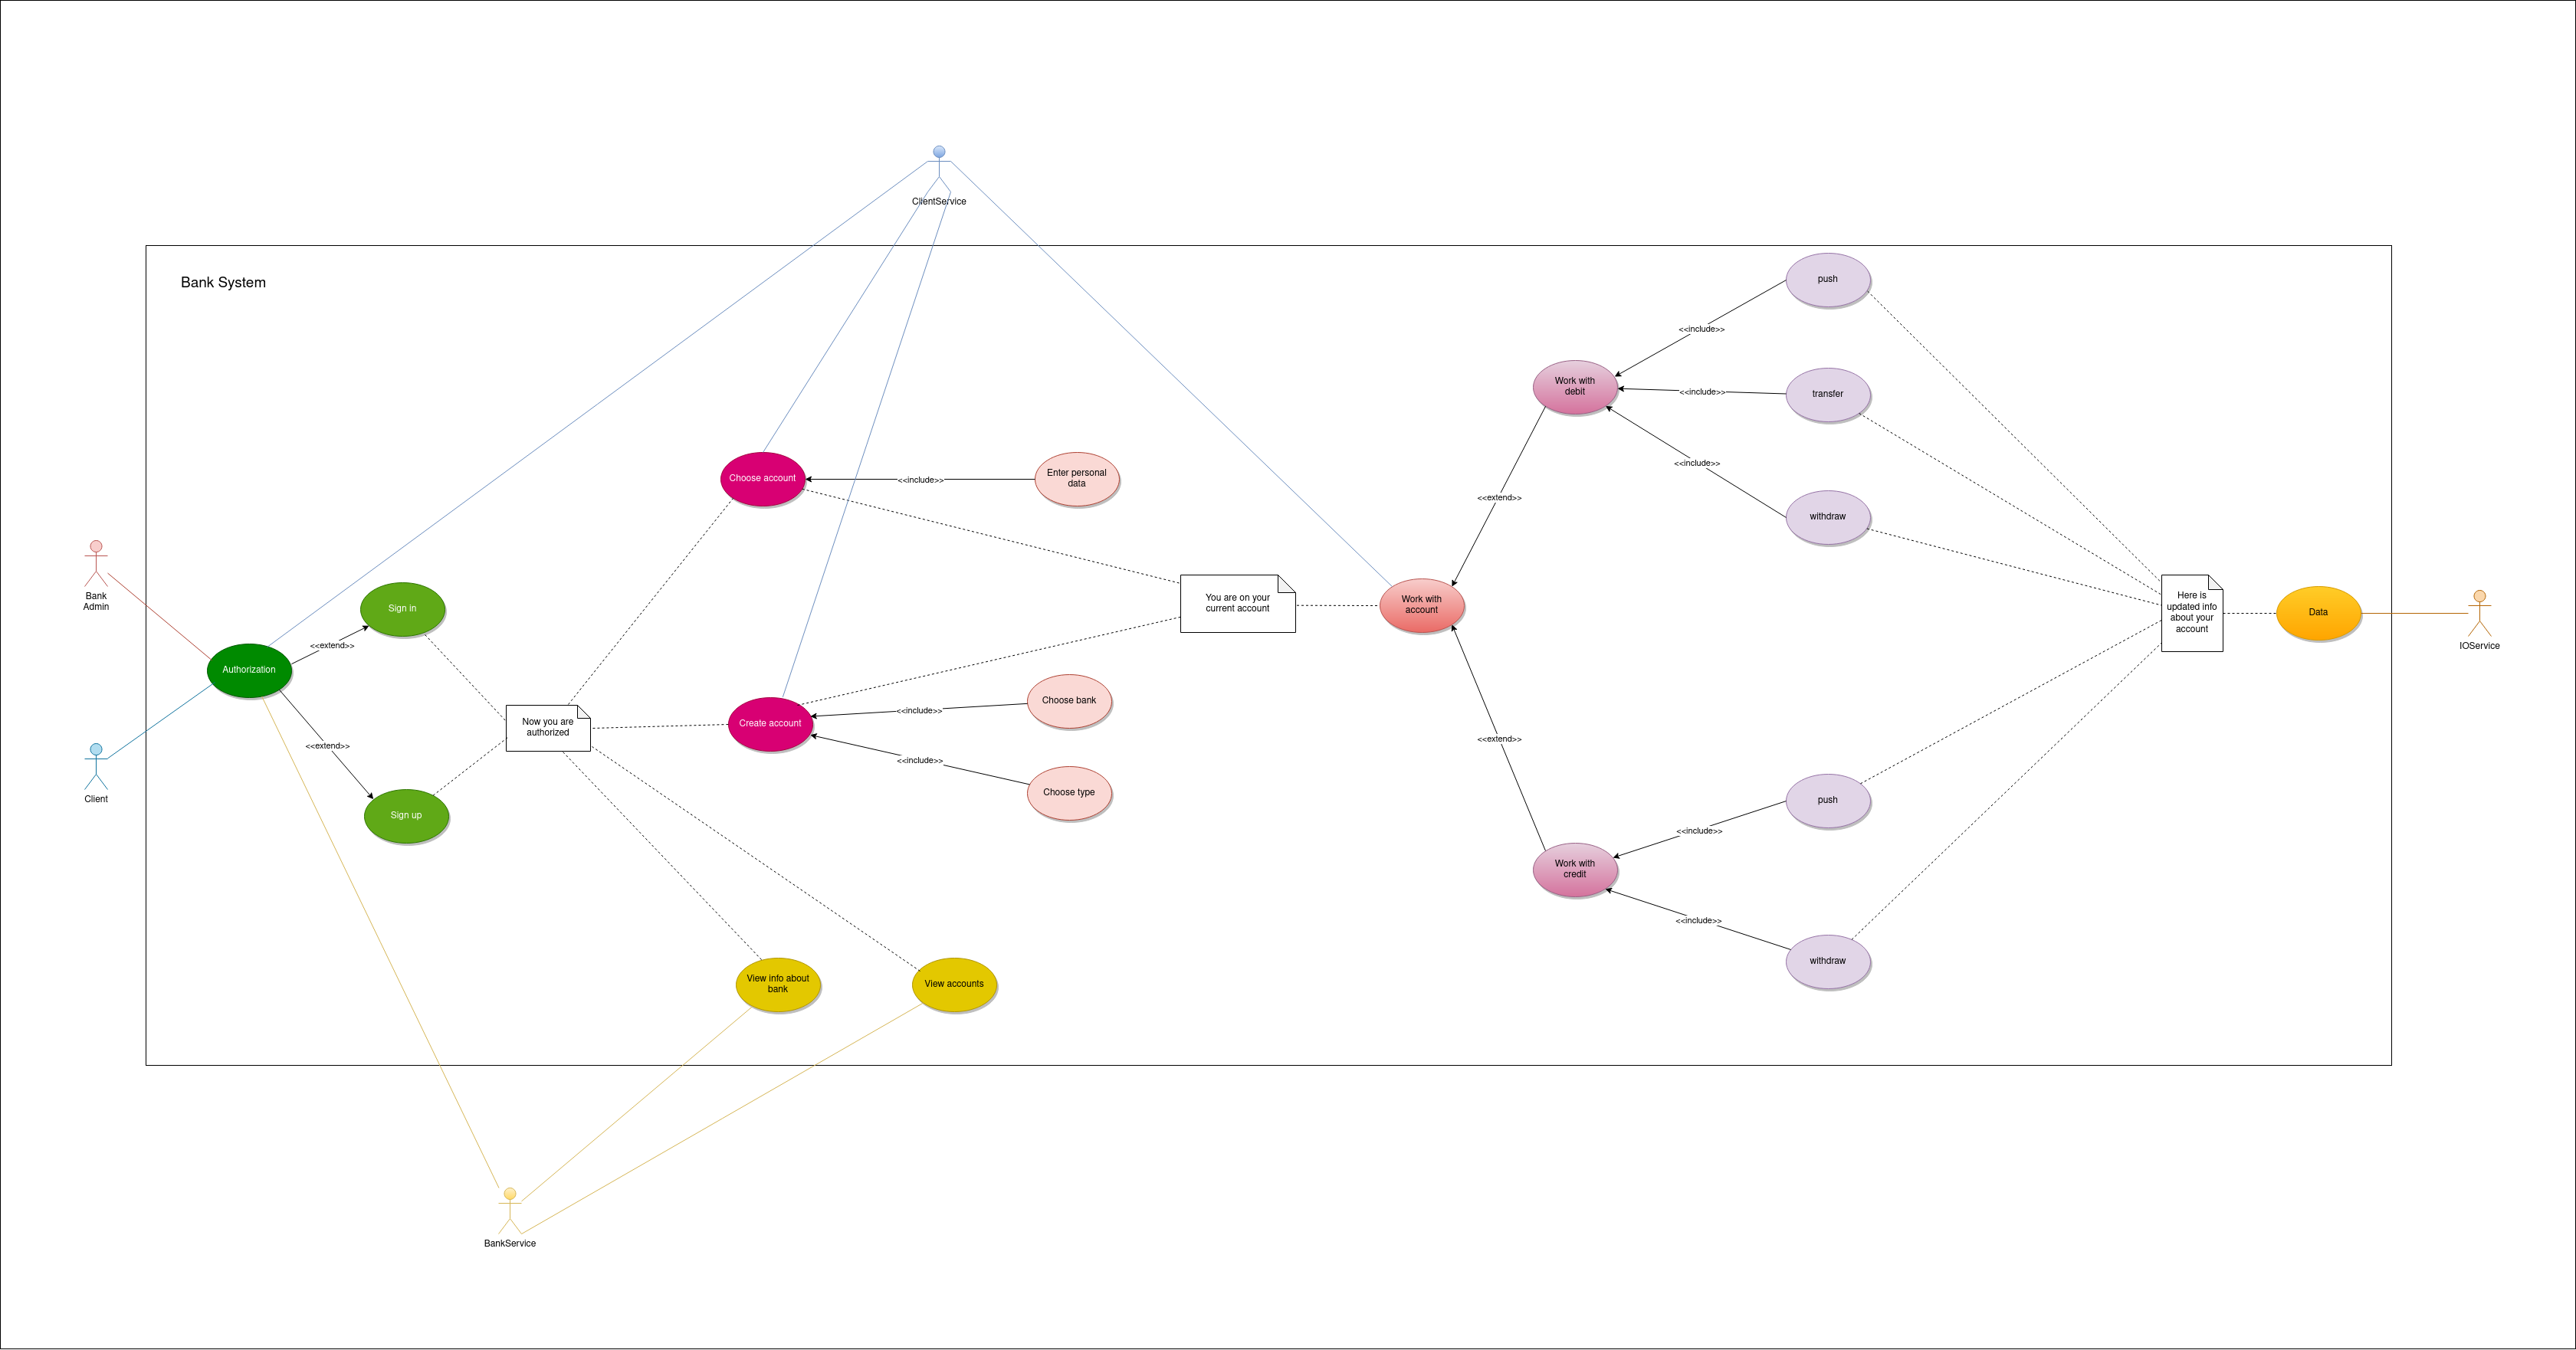 ClientService
Bank System
push
<<include>>
Work with
debit
<<include>>
transfer
<<include>>
withdraw
<<extend>>
Choose account
<<include>>
Enter personal
data
Bank
Admin
Sign in
<<extend>>
Authorization
<<extend>>
Sign up
Client
Now you are
authorized
You are on your
current account
Work with
account
Here is
updated info
about your
account
Data
IOService
Create account
<<include>>
Choose bank
<<include>>
Choose type
<<extend>>
push
<<include>>
Work with
credit
<<include>>
withdraw
View info about
bank
View accounts
BankService